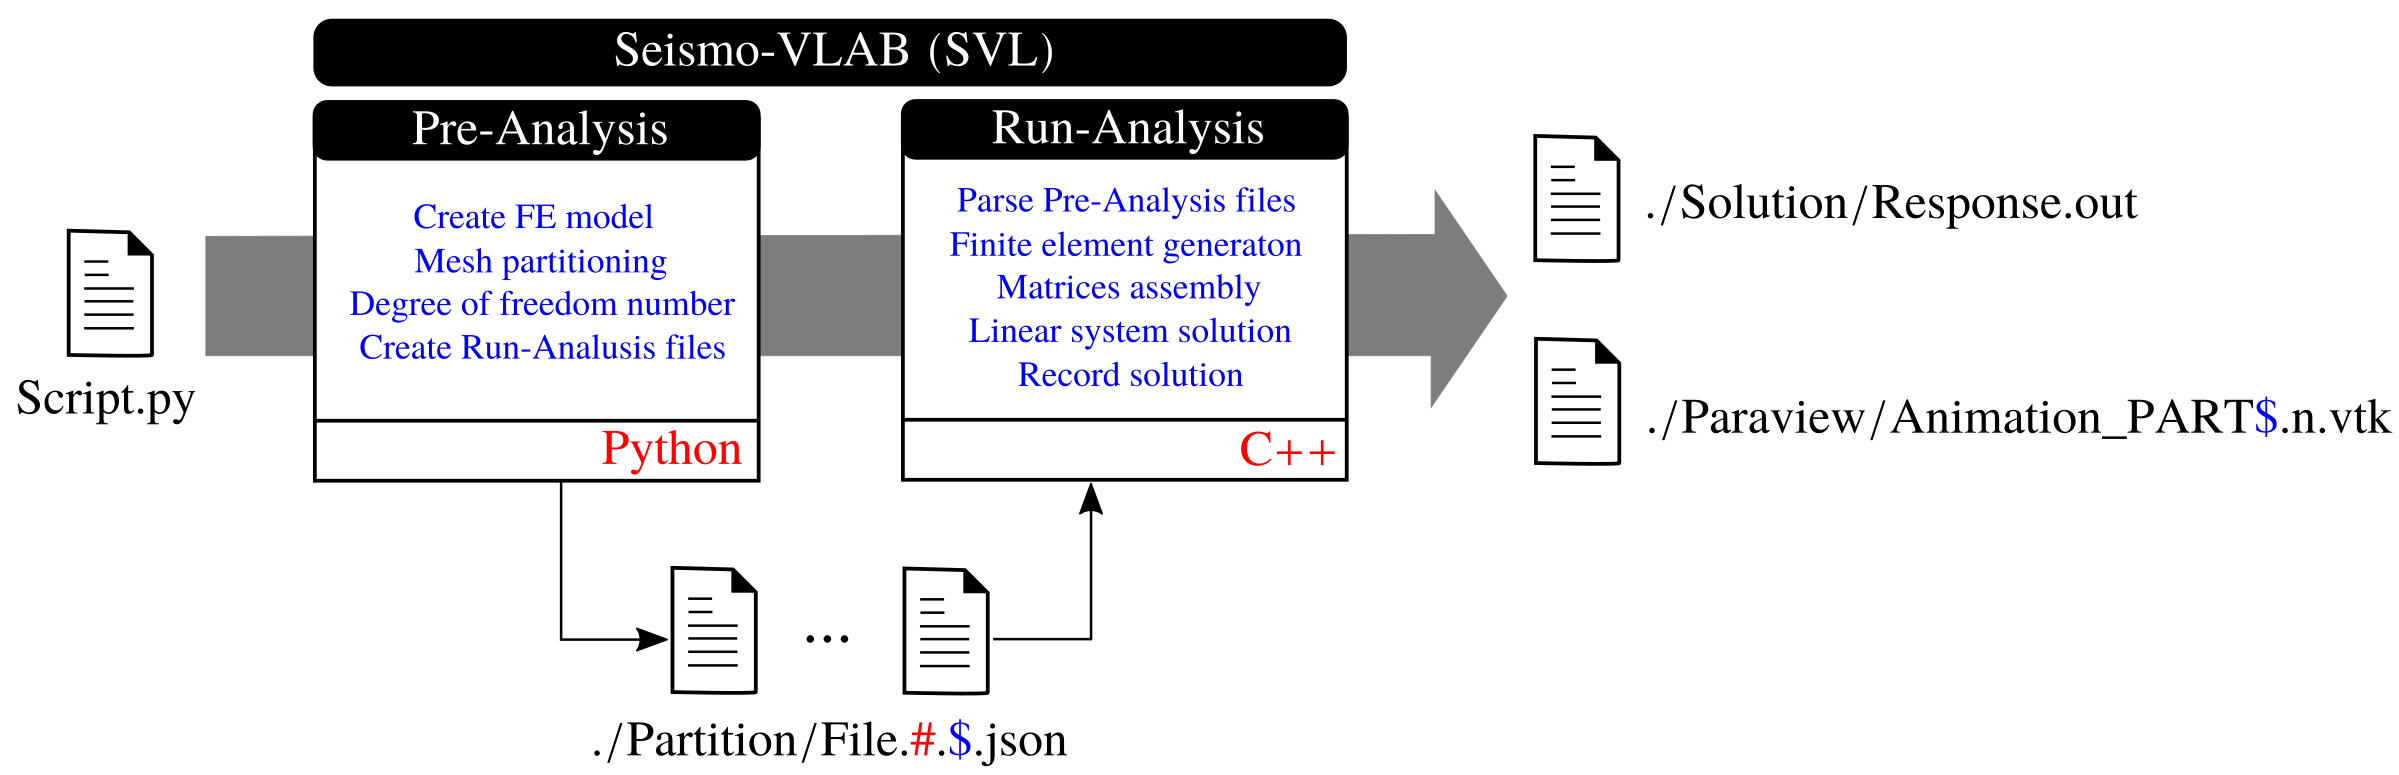 Seismo-VLAB (SVL)
Pre-Analysis
Create FE model
Mesh partitioning
Degree of freedom number
Create Run-Analusis files
Python
Run-Analysis
Parse Pre-Analysis files
Finite element generaton
Matrices assembly
Linear system solution
Record solution
C++
Script.py
./Solution/Response.out
./Paraview/Animation_PART$.n.vtk
...
./Partition/File.#.$.json